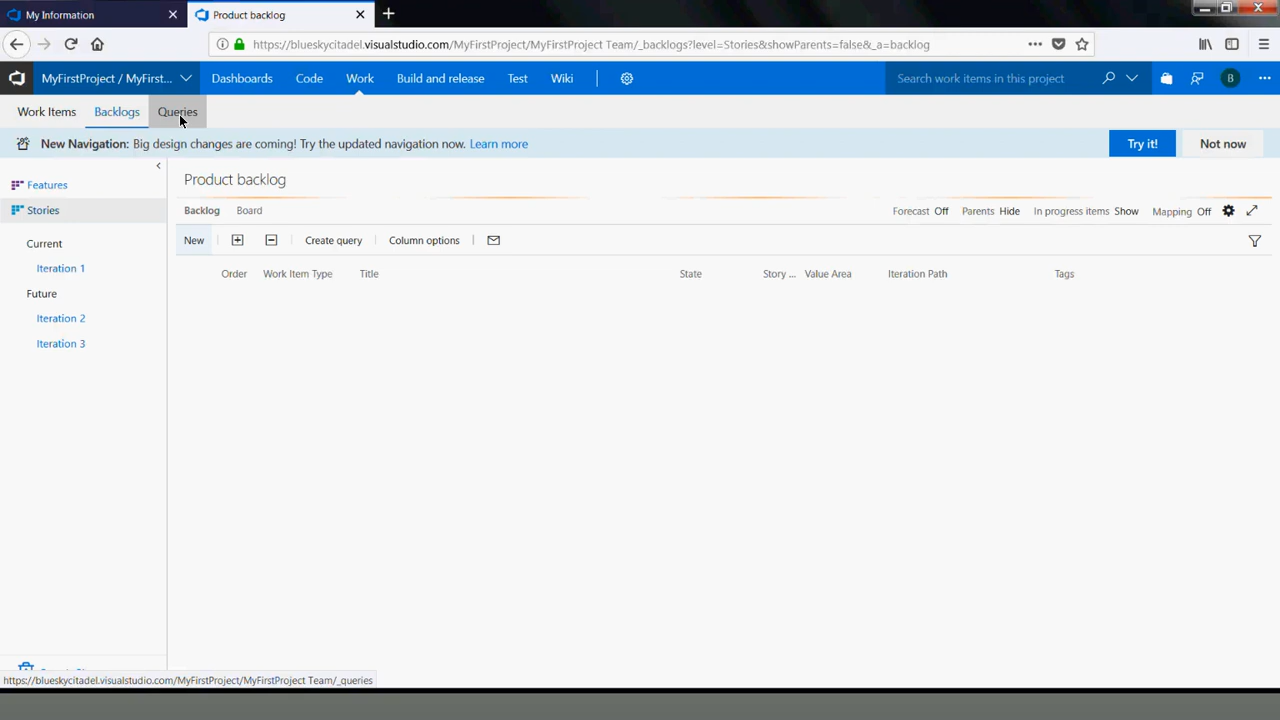 My Information
Product backlog
https://blueskycitadel.visualstudio.com/MyFirstProject/MyFirstProject Team/_backlogs?level=Stories&showParents=false&_a=backlog
MyFirstProject / MyFirst... Dashboards Code Work Build and release Test Wiki Search work items in this project B
Work Items Backlogs Queries
New Navigation: Big design changes are coming! Try the updated navigation now. Learn more Try it! Not now
Product backlog
Features
Stories
Current
Iteration 1
Future
Iteration 2
Iteration 3
Backlog Board Forecast Off Parents Hide In progress items Show Mapping Off
New Create query Column options
Order Work Item Type Title State Story ... Value Area Iteration Path Tags
https://blueskycitadel.visualstudio.com/MyFirstProject/MyFirstProject Team/_queries